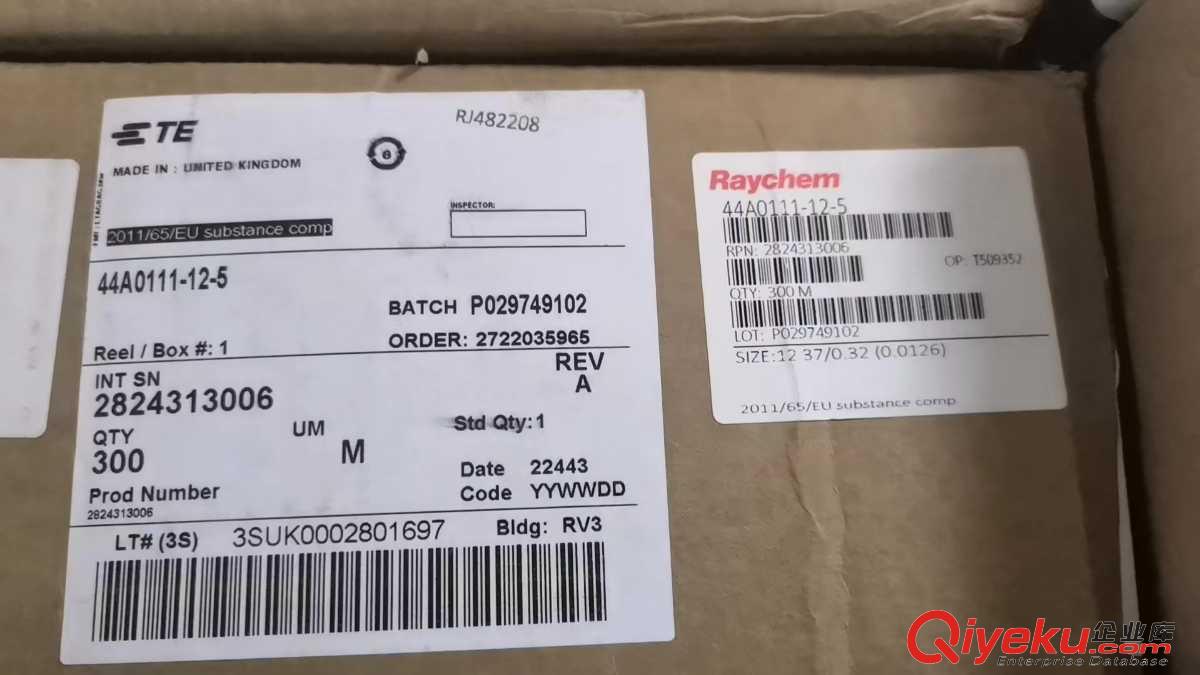 TE
RJ482208
MADE IN : UNITED KINGDOM
e
INSPECTOR:
2011/65/EU substance comp
44A0111-12-5
BATCH P029749102
ORDER: 2722035965
Reel / Box #: 1
REV
A
INT SN
2824313006
Std Qty: 1
QTY
300
UM
M
Date 22443
Code YYWWDD
Prod Number
2824313006
LT# (3S) 3SUK0002801697
Bldg: RV3
Raychem
44A0111-12-5
RPN: 2824313006
OP: T509352
QTY: 300 M
LOT: P029749102
SIZE:12 37/0.32 (0.0126)
2011/65/EU substance comp
Qiyeku.com
企业库
Enterprise Database